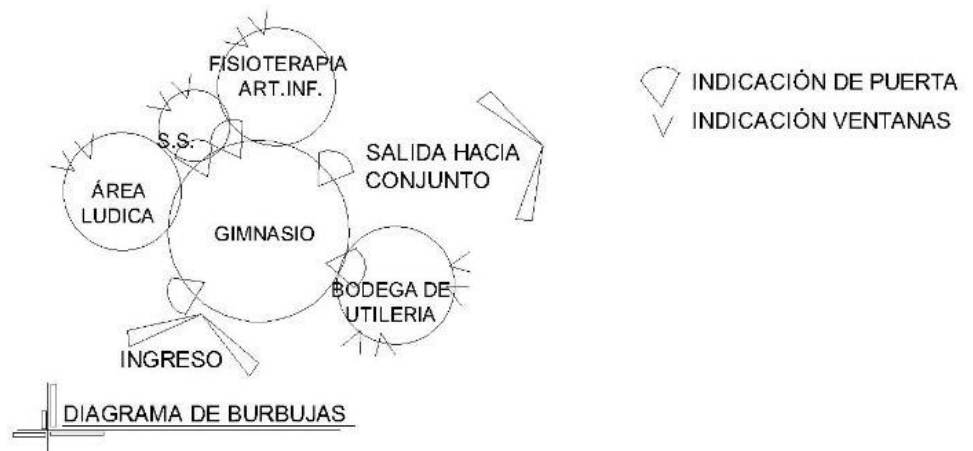 FISIOTERAPIA
ART.INF.
S.S.
ÁREA
LUDICA
GIMNASIO
SALIDA HACIA
CONJUNTO
BODEGA DE
UTILERIA
INGRESO
DIAGRAMA DE BURBUJAS
INDICACIÓN DE PUERTA
INDICACIÓN VENTANAS